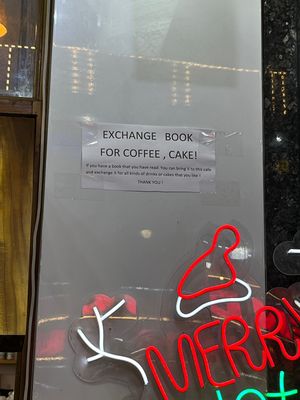 EXCHANGE BOOK
FOR COFFEE , CAKE!
If you have a book that you have read. You can bring it to this cafe
and exchange it for all kinds of drinks or cakes that you like !
THANK YOU !
MERRY